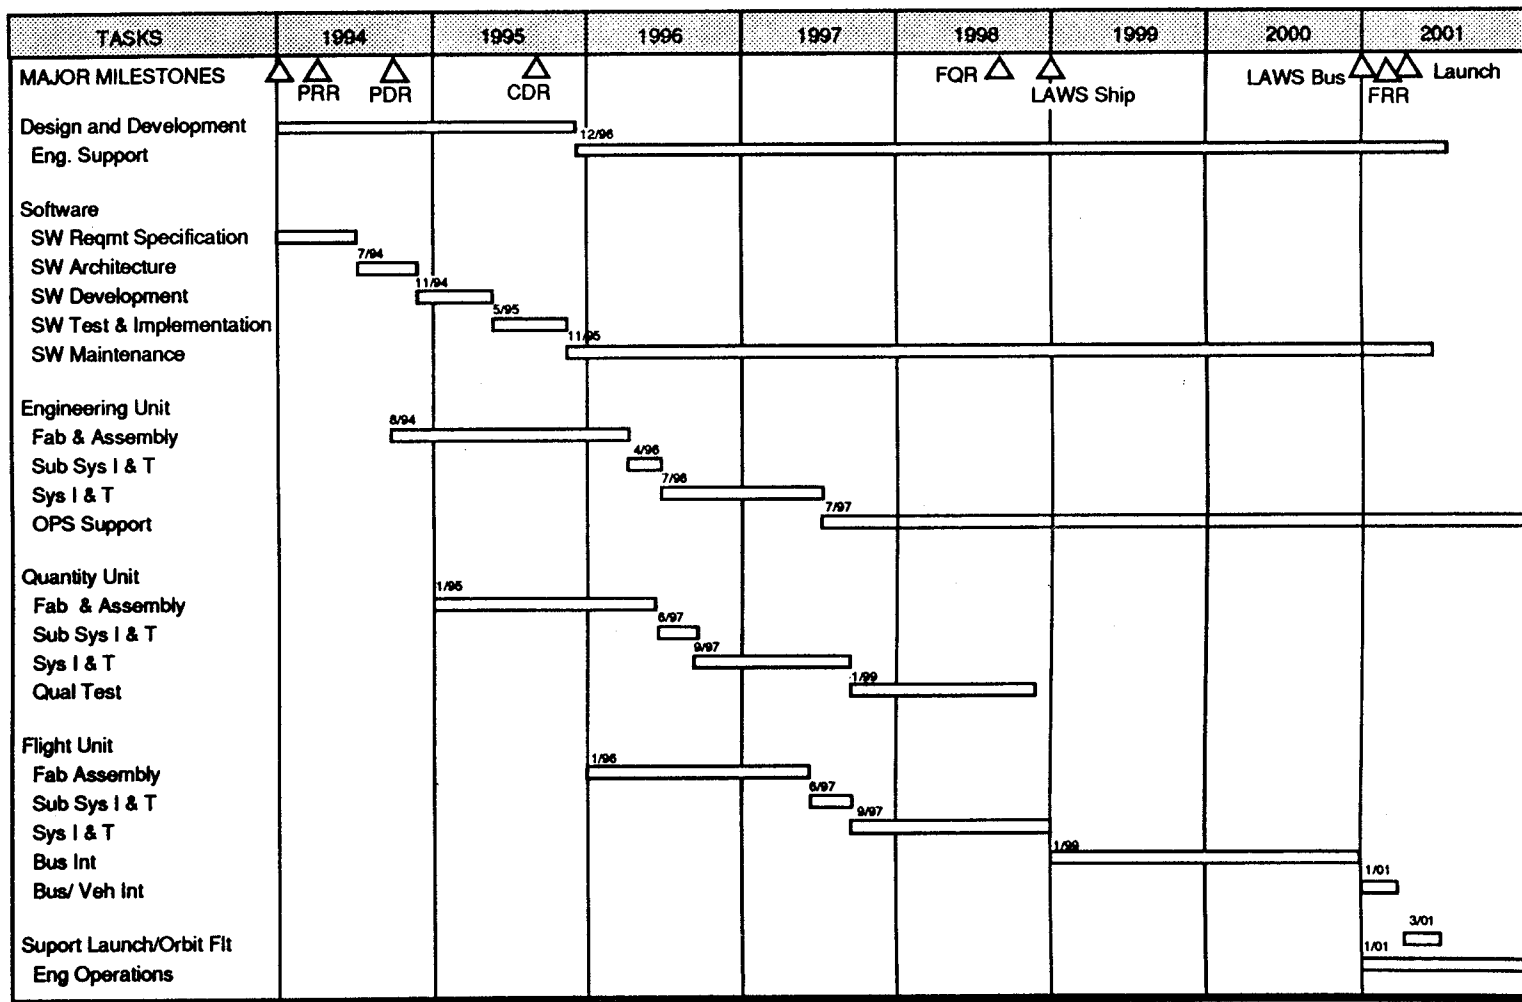 TASKS 1994 1995 1996 1997 1998 1999 2000 2001
MAJOR MILESTONES FQR LAWS Bus Launch
PRR PDR CDR LAWS Ship FRR
Design and Development
12/96
Eng. Support
Software
SW Reqmt Specification
7/94
SW Architecture
11/94
SW Development
5/95
SW Test & Implementation
11/95
SW Maintenance
Engineering Unit
8/94
Fab & Assembly
4/96
Sub Sys I & T
7/96
Sys I & T
7/97
OPS Support
Quantity Unit
1/95
Fab & Assembly
6/97
Sub Sys I & T
9/97
Sys I & T
1/99
Qual Test
Flight Unit
1/96
Fab Assembly
6/97
Sub Sys I & T
9/97
Sys I & T
1/99
Bus Int
1/01
Bus/ Veh Int
3/01
Suport Launch/Orbit Flt
1/01
Eng Operations